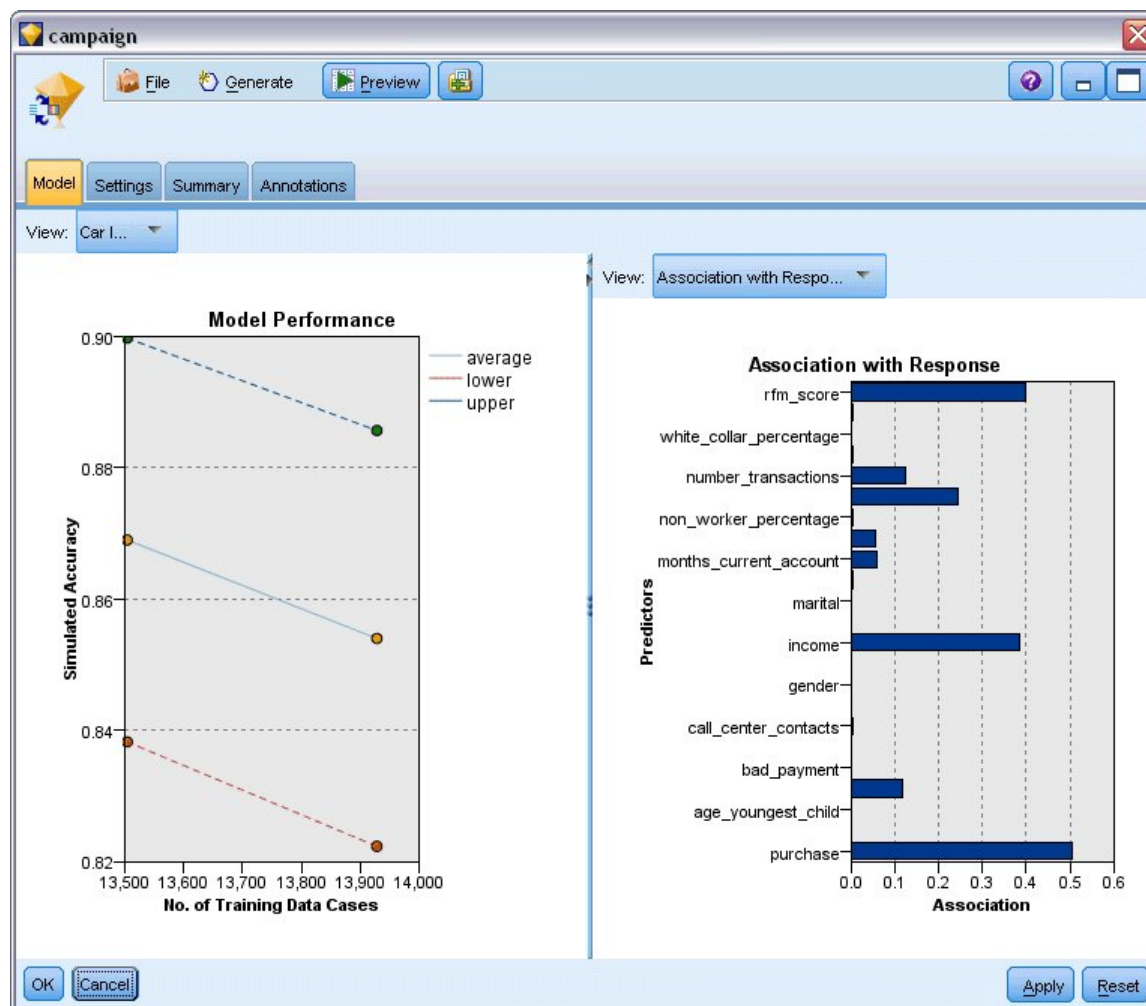 campaign
File Generate Preview
Model Settings Summary Annotations
View: Car l...
Model Performance
0.90
0.88
0.86
0.84
0.82
Simulated Accuracy
13,500 13,600 13,700 13,800 13,900 14,000
No. of Training Data Cases
average
lower
upper
View: Association with Respo...
Association with Response
Predictors
rfm_score
white_collar_percentage
number_transactions
non_worker_percentage
months_current_account
marital
income
gender
call_center_contacts
bad_payment
age_youngest_child
purchase
0.0 0.1 0.2 0.3 0.4 0.5 0.6
Association
OK Cancel Apply Reset